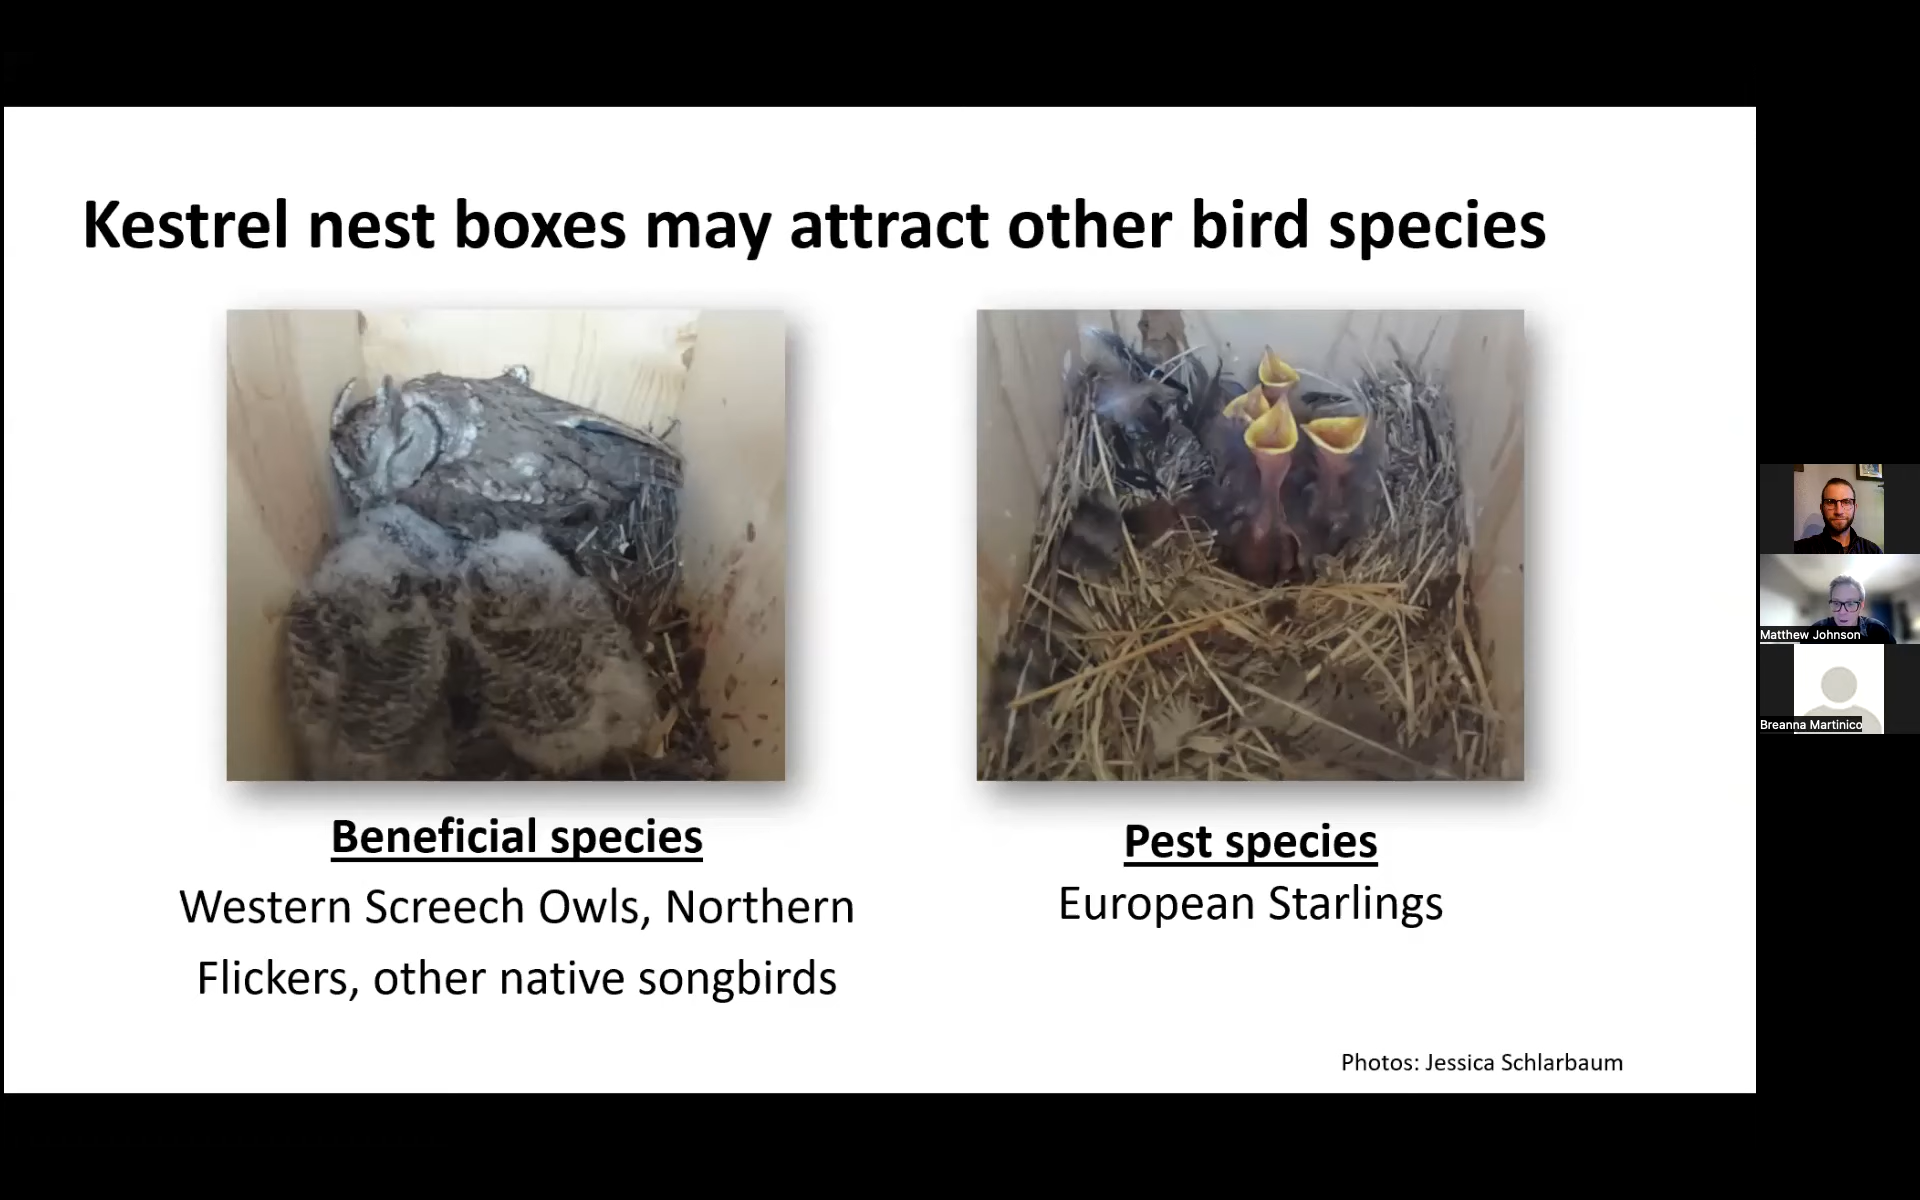 Kestrel nest boxes may attract other bird species
Beneficial species
Western Screech Owls, Northern
Flickers, other native songbirds
Pest species
European Starlings
Photos: Jessica Schlarbaum
Matthew Johnson
Breanna Martinico